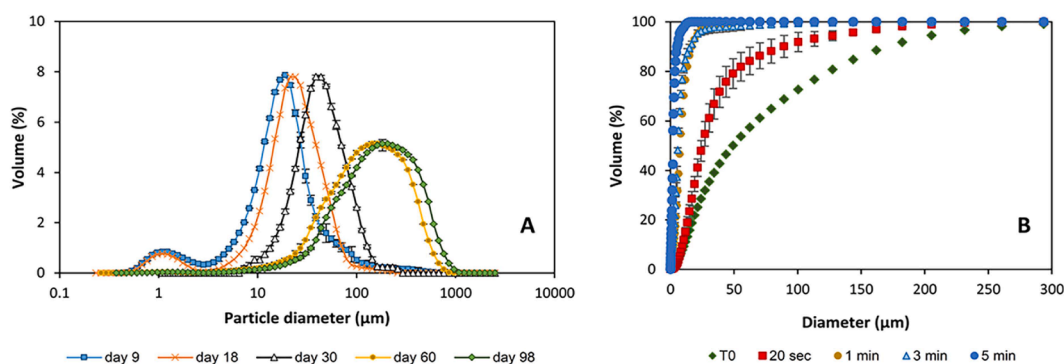 10
8
6
4
2
0
Volume (%)
A
0.1 1 10 100 1000 10000
Particle diameter (µm)
day 9 day 18 day 30 day 60 day 98
100
80
60
40
20
0
Volume (%)
B
0 50 100 150 200 250 300
Diameter (µm)
T0 20 sec 1 min 3 min 5 min